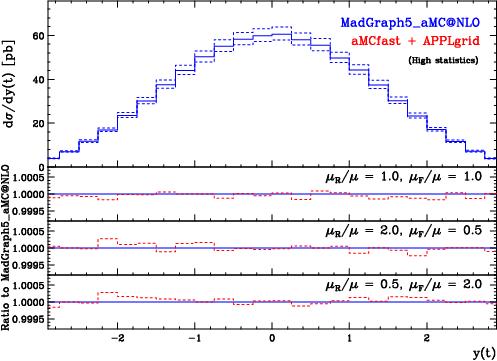 MadGraph5_aMC@NLO
aMCfast + APPLgrid
(High statistics)
dσ/dy(t) [pb]
60
40
20
0
μR/μ = 1.0, μF/μ = 1.0
1.0005
1.0000
0.9995
μR/μ = 2.0, μF/μ = 0.5
1.0005
1.0000
0.9995
μR/μ = 0.5, μF/μ = 2.0
1.0005
1.0000
0.9995
Ratio to MadGraph5_aMC@NLO
-2 -1 0 1 2
y(t)